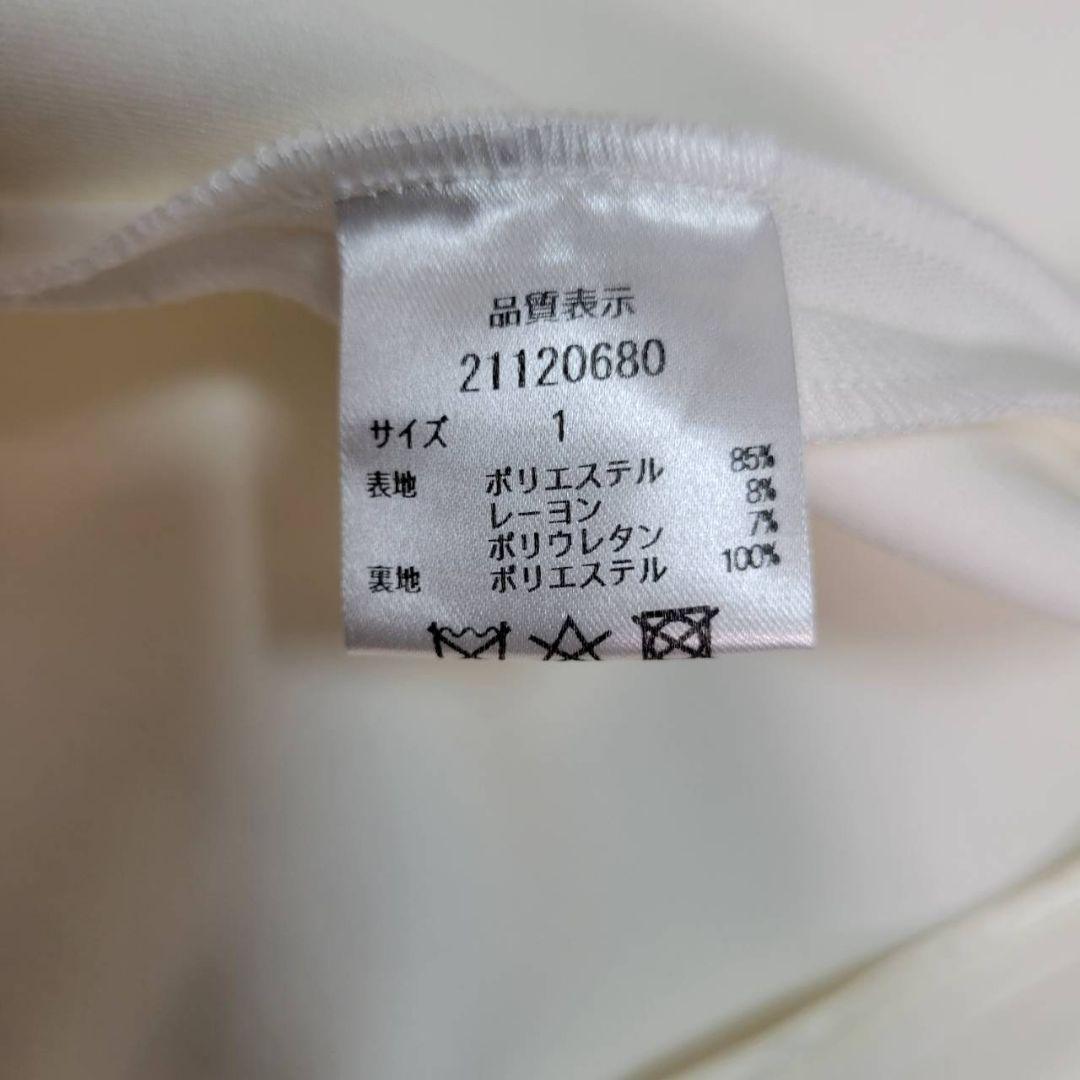 品質表示
21120680
サイズ 1
表地 ポリエステル 85%
レーヨン 8%
ポリウレタン 7%
裏地 ポリエステル 100%